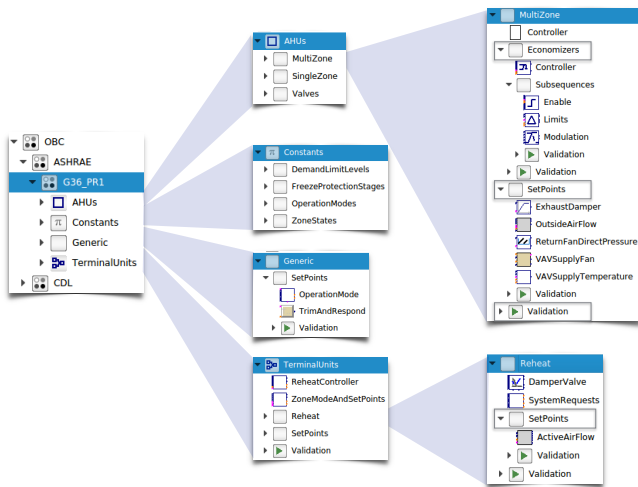 OBC
ASHRAE
G36_PR1
AHUs
Constants
Generic
TerminalUnits
CDL
AHUs
MultiZone
SingleZone
Valves
Constants
DemandLimitLevels
FreezeProtectionStages
OperationModes
ZoneStates
Generic
SetPoints
OperationMode
TrimAndRespond
Validation
TerminalUnits
ReheatController
ZoneModeAndSetPoints
Reheat
SetPoints
Validation
MultiZone
Controller
Economizers
Controller
Subsequences
Enable
Limits
Modulation
Validation
Validation
SetPoints
ExhaustDamper
OutsideAirFlow
ReturnFanDirectPressure
VAVSupplyFan
VAVSupplyTemperature
Validation
Validation
Reheat
DamperValve
SystemRequests
SetPoints
ActiveAirFlow
Validation
Validation